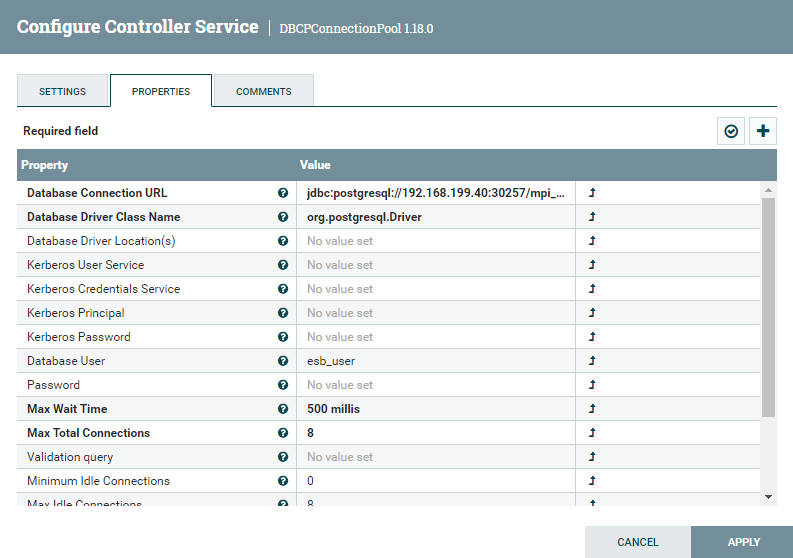 Configure Controller Service | DBCPConnectionPool 1.18.0
SETTINGS PROPERTIES COMMENTS
Required field
Property Value
Database Connection URL jdbc:postgresql://192.168.199.40:30257/mpi_...
Database Driver Class Name org.postgresql.Driver
Database Driver Location(s) No value set
Kerberos User Service No value set
Kerberos Credentials Service No value set
Kerberos Principal No value set
Kerberos Password No value set
Database User esb_user
Password No value set
Max Wait Time 500 millis
Max Total Connections 8
Validation query No value set
Minimum Idle Connections 0
Max Idle Connections 8
CANCEL APPLY